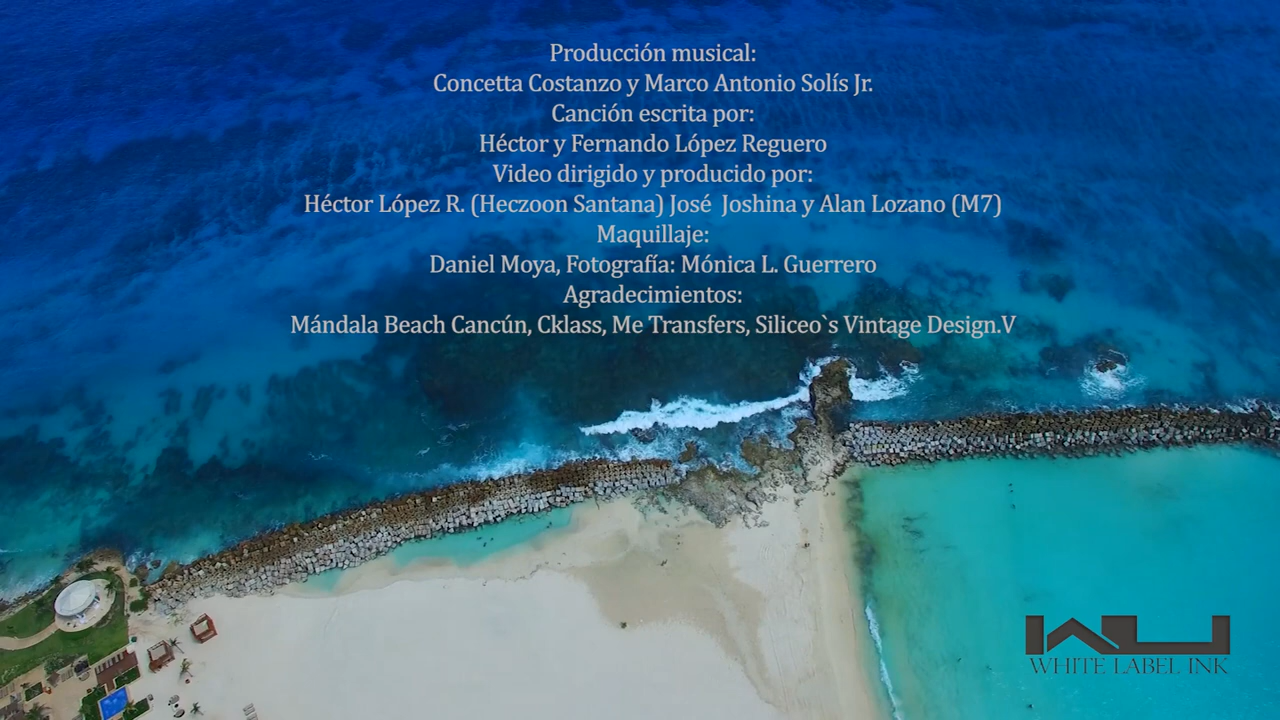 Producción musical:
Concetta Costanzo y Marco Antonio Solís Jr.
Canción escrita por:
Héctor y Fernando López Reguero
Video dirigido y producido por:
Héctor López R. (Heczoon Santana) José  Joshina y Alan Lozano (M7)
Maquillaje:
Daniel Moya, Fotografía: Mónica L. Guerrero
Agradecimientos:
Mándala Beach Cancún, Cklass, Me Transfers, Siliceo`s Vintage Design.V
WHITE LABEL INK